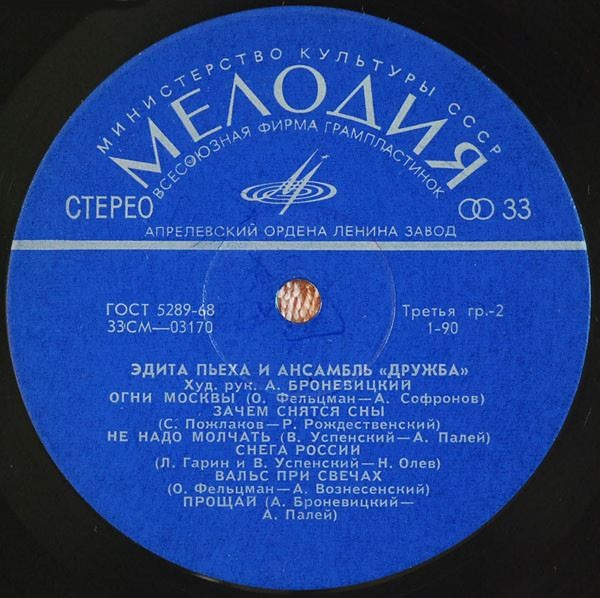 МИНИСТЕРСТВО КУЛЬТУРЫ СССР
МЕЛОДИЯ
ВСЕСОЮЗНАЯ ФИРМА ГРАМПЛАСТИНОК
СТЕРЕО
33
АПРЕЛЕВСКИЙ ОРДЕНА ЛЕНИНА ЗАВОД
ГОСТ 5289-68
33СМ—03170
Третья гр.-2
1-90
ЭДИТА ПЬЕХА И АНСАМБЛЬ «ДРУЖБА»
Худ. рук. А. БРОНЕВИЦКИЙ
ОГНИ МОСКВЫ (О. Фельцман—А. Софронов)
ЗАЧЕМ СНЯТСЯ СНЫ
(С. Пожлаков—Р. Рождественский)
НЕ НАДО МОЛЧАТЬ (В. Успенский—А. Палей)
СНЕГА РОССИИ
(Л. Гарин и В. Успенский—Н. Олев)
ВАЛЬС ПРИ СВЕЧАХ
(О. Фельцман—А. Вознесенский)
ПРОЩАЙ (А. Броневицкий—
А. Палей)